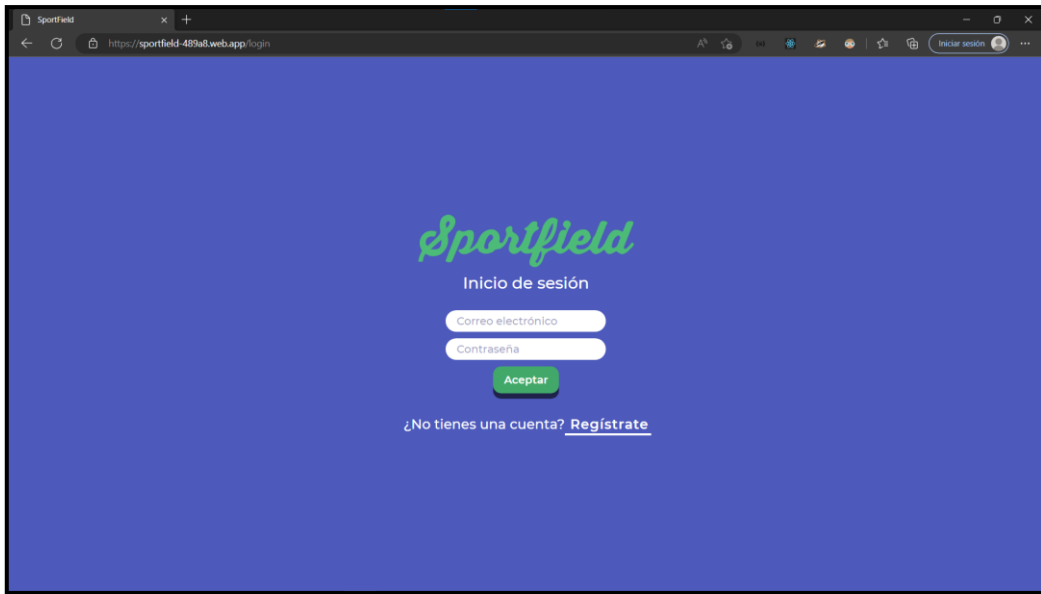 SportField
https://sportfield-489a8.web.app/login
Iniciar sesión
Sportfield
Inicio de sesión
Correo electrónico
Contraseña
Aceptar
¿No tienes una cuenta? Regístrate